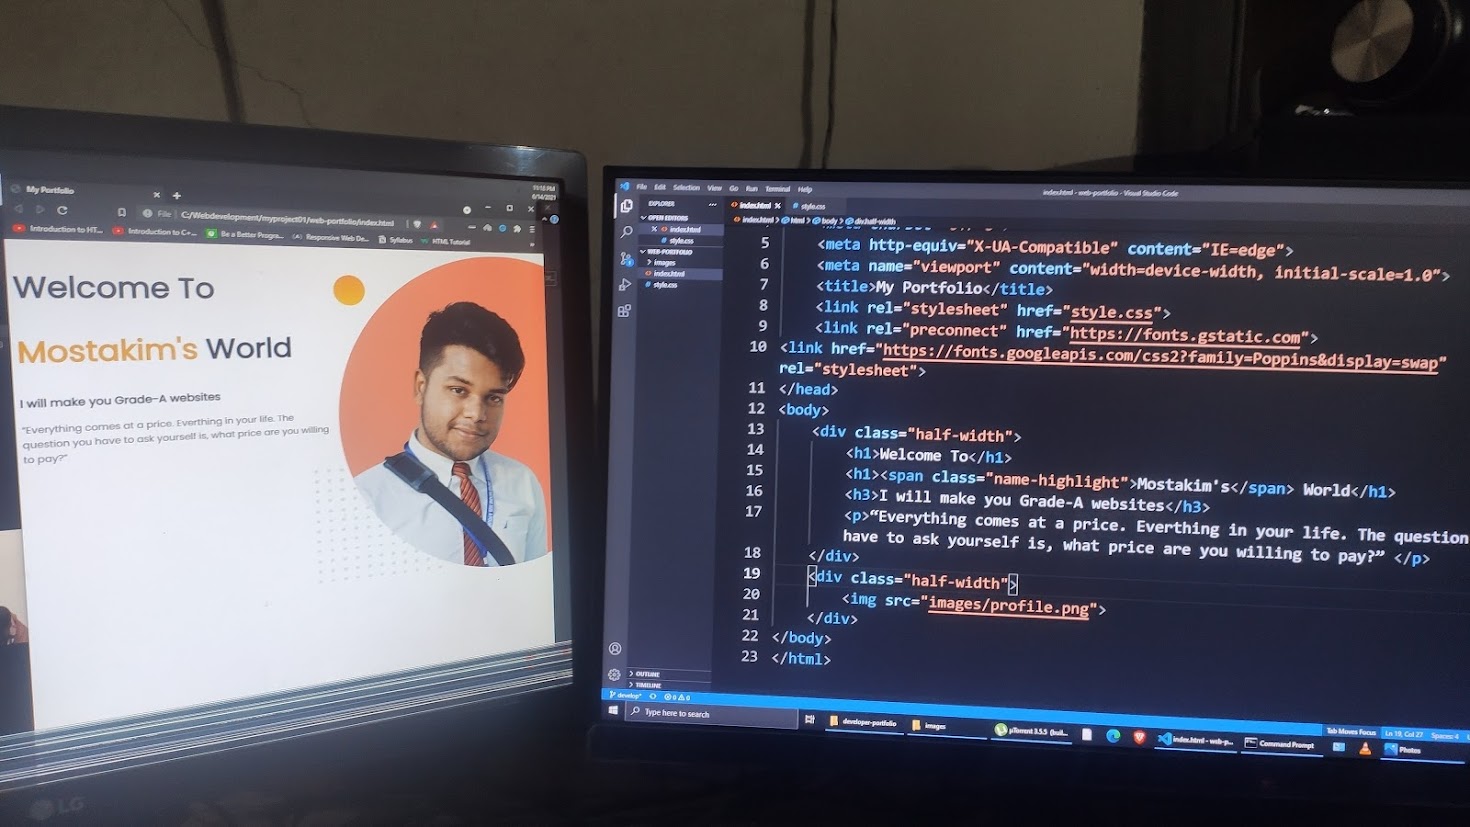 My Portfolio
11:10 PM
6/14/2021
File
C:/Webdevelopment/myproject01/web-portfolio/index.html
Introduction to HT...
Introduction to C+...
Be a Better Progra...
Responsive Web De...
Syllabus
HTML Tutorial
Welcome To
Mostakim's World
I will make you Grade-A websites
"Everything comes at a price. Everthing in your life. The
question you have to ask yourself is, what price are you willing
to pay?"
LG
File Edit Selection View Go Run Terminal Help
index.html - web-portfolio - Visual Studio Code
EXPLORER
OPEN EDITORS
index.html
style.css
WEB-PORTFOLIO
images
index.html
style.css
OUTLINE
TIMELINE
index.html
style.css
index.html > html > body > div.half-width
5 <meta http-equiv="X-UA-Compatible" content="IE=edge">
6 <meta name="viewport" content="width=device-width, initial-scale=1.0">
7 <title>My Portfolio</title>
8 <link rel="stylesheet" href="style.css">
9 <link rel="preconnect" href="https://fonts.gstatic.com">
10 <link href="https://fonts.googleapis.com/css2?family=Poppins&display=swap"
rel="stylesheet">
11 </head>
12 <body>
13 <div class="half-width">
14 <h1>Welcome To</h1>
15 <h1><span class="name-highlight">Mostakim's</span> World</h1>
16 <h3>I will make you Grade-A websites</h3>
17 <p>“Everything comes at a price. Everthing in your life. The question
have to ask yourself is, what price are you willing to pay?” </p>
18 </div>
19 <div class="half-width">
20 <img src="images/profile.png">
21 </div>
22 </body>
23 </html>
develop*
0 0
Tab Moves Focus
Ln 19, Col 27
Spaces: 4
Type here to search
developer-portfolio
images
µTorrent 3.5.5 (buil...
index.html - web-p...
Command Prompt
Photos